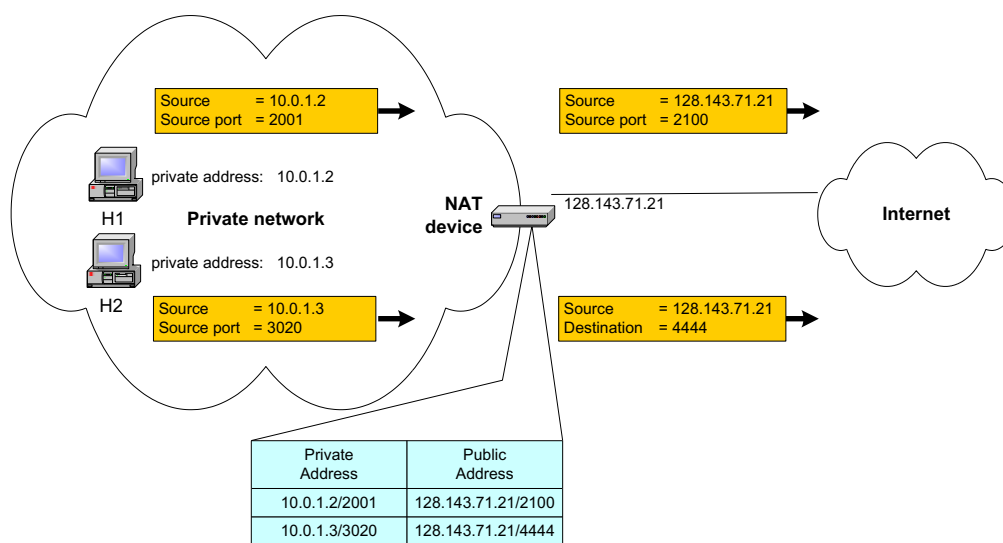 Source = 10.0.1.2
Source port = 2001
Source = 128.143.71.21
Source port = 2100
private address: 10.0.1.2
H1
Private network
NAT
device
128.143.71.21
Internet
private address: 10.0.1.3
H2
Source = 10.0.1.3
Source port = 3020
Source = 128.143.71.21
Destination = 4444
Private
Address
Public
Address
10.0.1.2/2001
128.143.71.21/2100
10.0.1.3/3020
128.143.71.21/4444